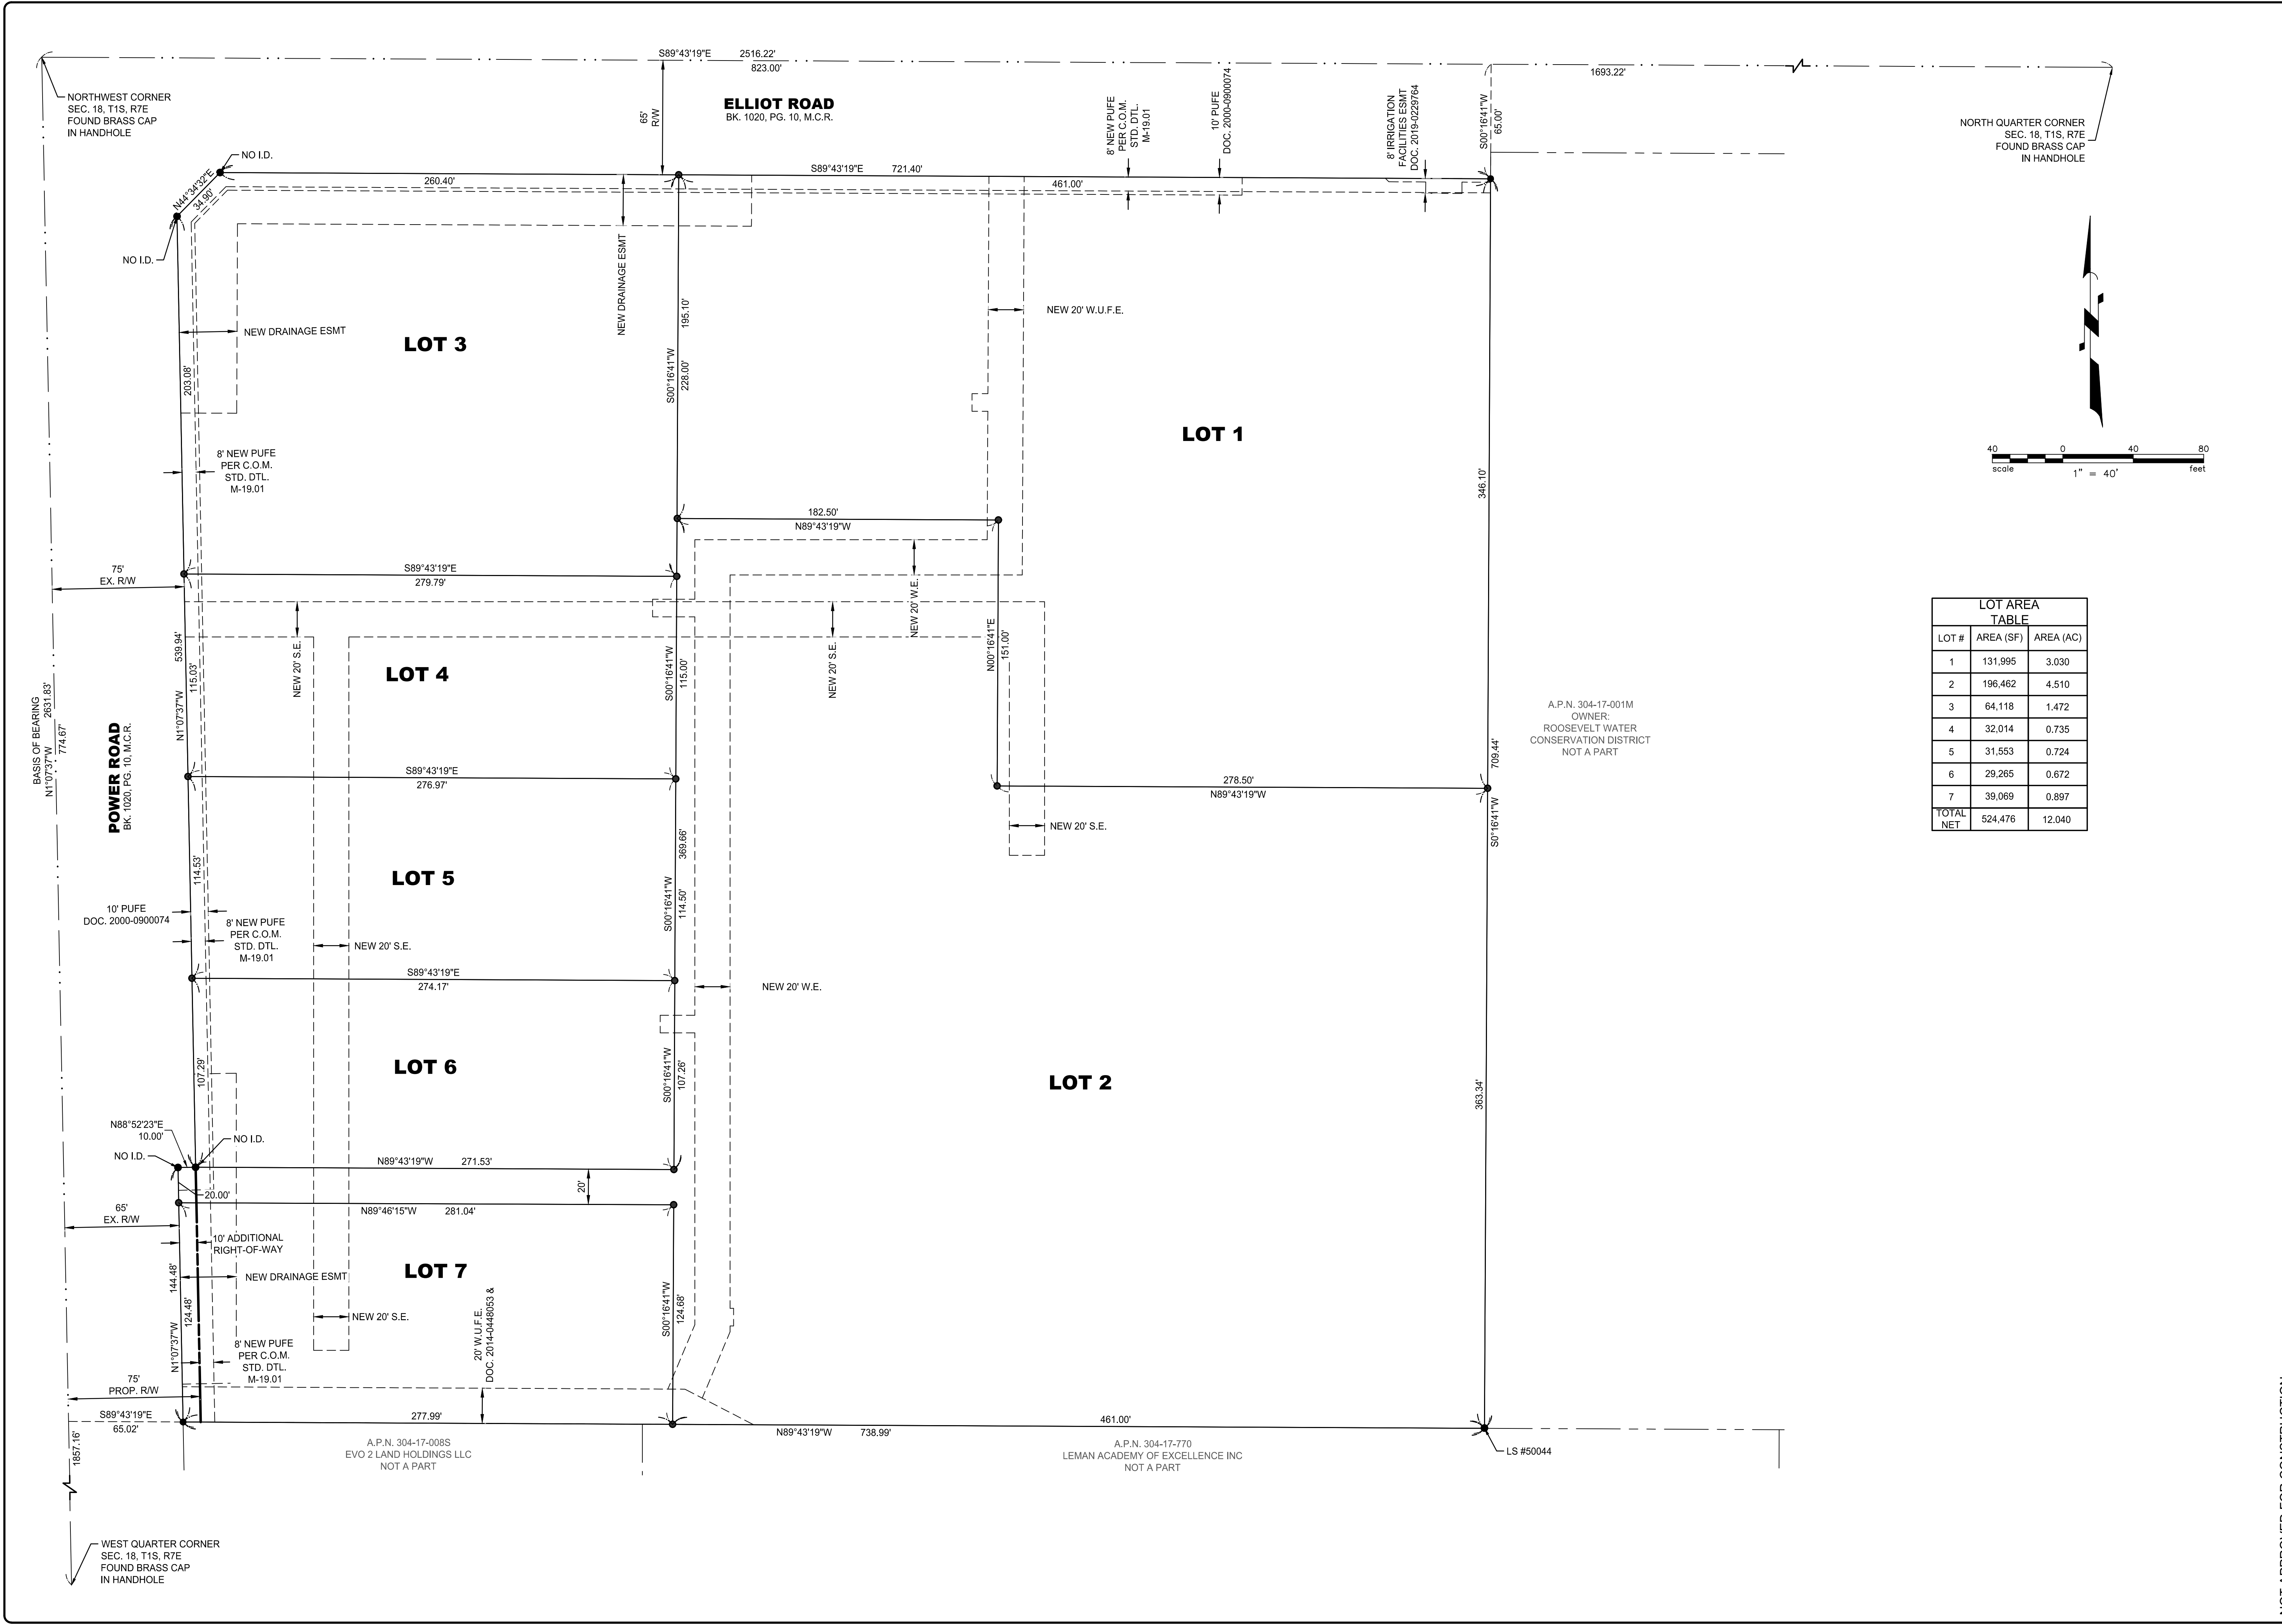 S89°43'19"E 2516.22'
823.00'
1693.22'
NORTHWEST CORNER
SEC. 18, T1S, R7E
FOUND BRASS CAP
IN HANDHOLE
65'
R/W
ELLIOT ROAD
BK. 1020, PG. 10, M.C.R.
8' NEW PUFE
PER C.O.M.
STD. DTL.
M-19.01
10' PUFE
DOC. 2000-0900074
8' IRRIGATION
FACILITIES ESMT
DOC. 2019-0229764
S00°16'41"W
65.00'
NORTH QUARTER CORNER
SEC. 18, T1S, R7E
FOUND BRASS CAP
IN HANDHOLE
NO I.D.
N44°34'32"E
34.90'
260.40'
S89°43'19"E 721.40'
461.00'
NO I.D.
NEW DRAINAGE ESMT
NEW DRAINAGE ESMT
LOT 3
195.10'
S00°16'41"W
228.00'
NEW 20' W.U.F.E.
LOT 1
346.10'
203.08'
8' NEW PUFE
PER C.O.M.
STD. DTL.
M-19.01
40 0 40 80
scale 1" = 40' feet
182.50'
N89°43'19"W
75'
EX. R/W
S89°43'19"E
279.79'
NEW 20' W.E.
539.94'
N1°07'37"W
115.03'
NEW 20' S.E.
LOT 4
S00°16'41"W
115.00'
NEW 20' S.E.
N00°16'41"E
151.00'
LOT AREA
TABLE
LOT # AREA (SF) AREA (AC)
1 131,995 3.030
2 196,462 4.510
3 64,118 1.472
4 32,014 0.735
5 31,553 0.724
6 29,265 0.672
7 39,069 0.897
TOTAL
NET 524,476 12.040
BASIS OF BEARING
N1°07'37"W 2631.83'
774.67'
POWER ROAD
BK. 1020, PG. 10, M.C.R.
A.P.N. 304-17-001M
OWNER:
ROOSEVELT WATER
CONSERVATION DISTRICT
NOT A PART
709.44'
S0°16'41"W
S89°43'19"E
276.97'
278.50'
N89°43'19"W
NEW 20' S.E.
114.53'
LOT 5
369.66'
S00°16'41"W
114.50'
10' PUFE
DOC. 2000-0900074
8' NEW PUFE
PER C.O.M.
STD. DTL.
M-19.01
NEW 20' S.E.
S89°43'19"E
274.17'
NEW 20' W.E.
107.29'
LOT 6
S00°16'41"W
107.26'
LOT 2
363.34'
N88°52'23"E
10.00'
NO I.D.
NO I.D.
N89°43'19"W 271.53'
20'
20.00'
N89°46'15"W 281.04'
65'
EX. R/W
10' ADDITIONAL
RIGHT-OF-WAY
144.48'
N1°07'37"W
124.48'
NEW DRAINAGE ESMT
LOT 7
NEW 20' S.E.
20' W.U.F.E.
DOC. 2014-0448053 &
S00°16'41"W
124.68'
8' NEW PUFE
PER C.O.M.
STD. DTL.
M-19.01
75'
PROP. R/W
S89°43'19"E
65.02'
1857.16'
277.99'
N89°43'19"W 738.99'
461.00'
A.P.N. 304-17-008S
EVO 2 LAND HOLDINGS LLC
NOT A PART
A.P.N. 304-17-770
LEMAN ACADEMY OF EXCELLENCE INC
NOT A PART
LS #50044
WEST QUARTER CORNER
SEC. 18, T1S, R7E
FOUND BRASS CAP
IN HANDHOLE